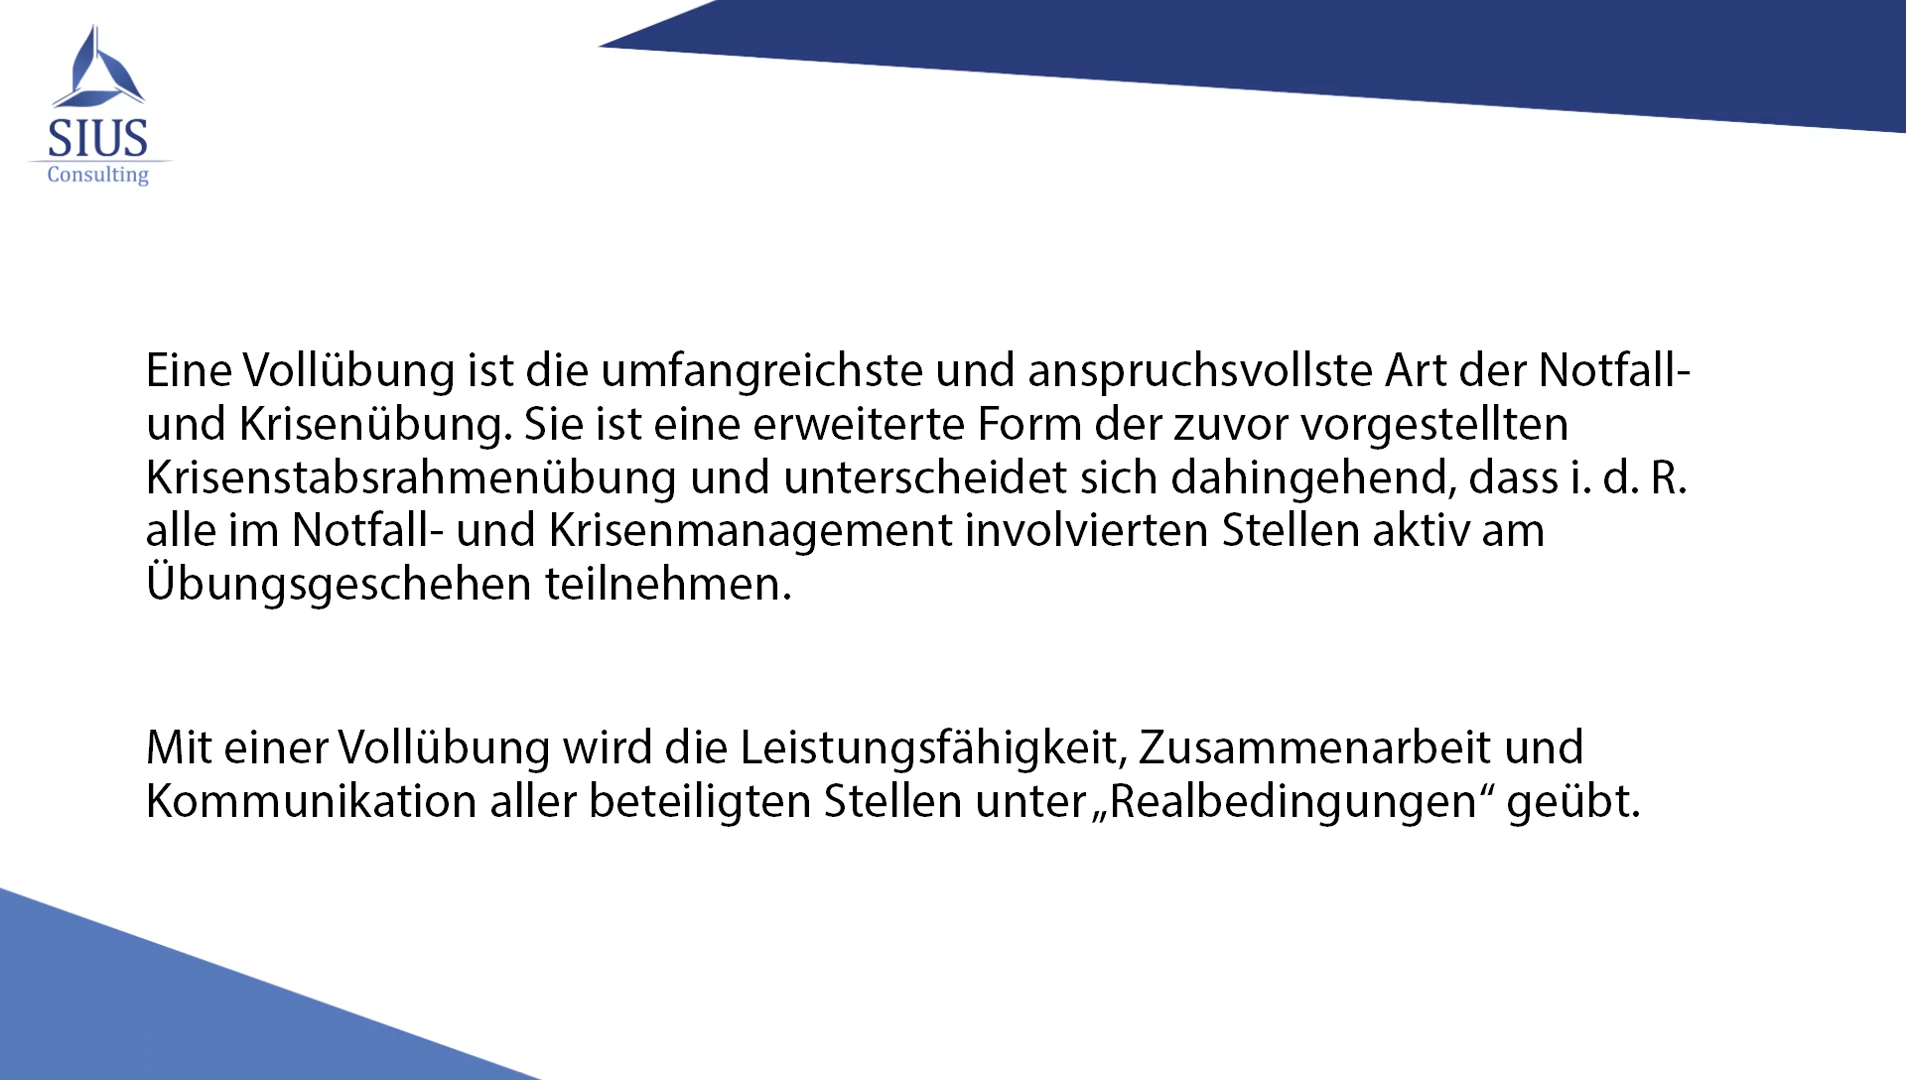 SIUS
Consulting
Eine Vollübung ist die umfangreichste und anspruchsvollste Art der Notfall-
und Krisenübung. Sie ist eine erweiterte Form der zuvor vorgestellten
Krisenstabsrahmenübung und unterscheidet sich dahingehend, dass i. d. R.
alle im Notfall- und Krisenmanagement involvierten Stellen aktiv am
Übungsgeschehen teilnehmen.
Mit einer Vollübung wird die Leistungsfähigkeit, Zusammenarbeit und
Kommunikation aller beteiligten Stellen unter „Realbedingungen“ geübt.